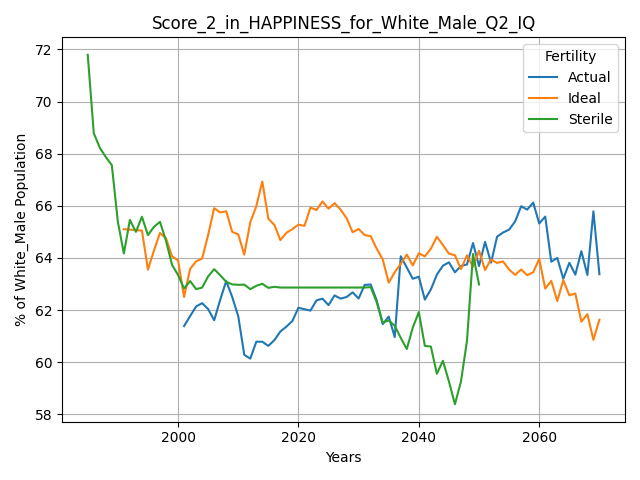 Score_2_in_HAPPINESS_for_White_Male_Q2_IQ
Fertility
Actual
Ideal
Sterile
% of White_Male Population
72
70
68
66
64
62
60
58
2000
2020
2040
2060
Years